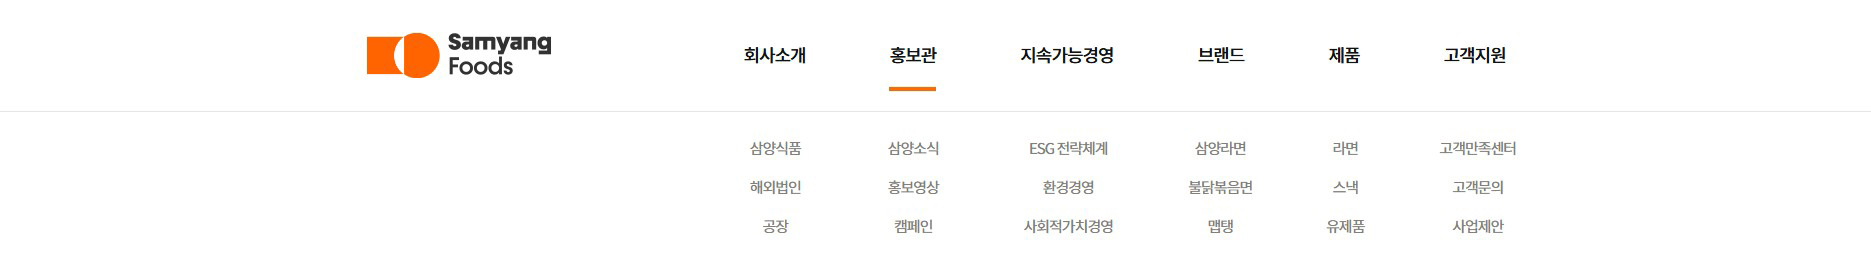 Samyang
Foods
회사소개 홍보관 지속가능경영 브랜드 제품 고객지원
삼양식품 삼양소식 ESG 전략체계 삼양라면 라면 고객만족센터
해외법인 홍보영상 환경경영 불닭볶음면 스낵 고객문의
공장 캠페인 사회적가치경영 맵탱 유제품 사업제안